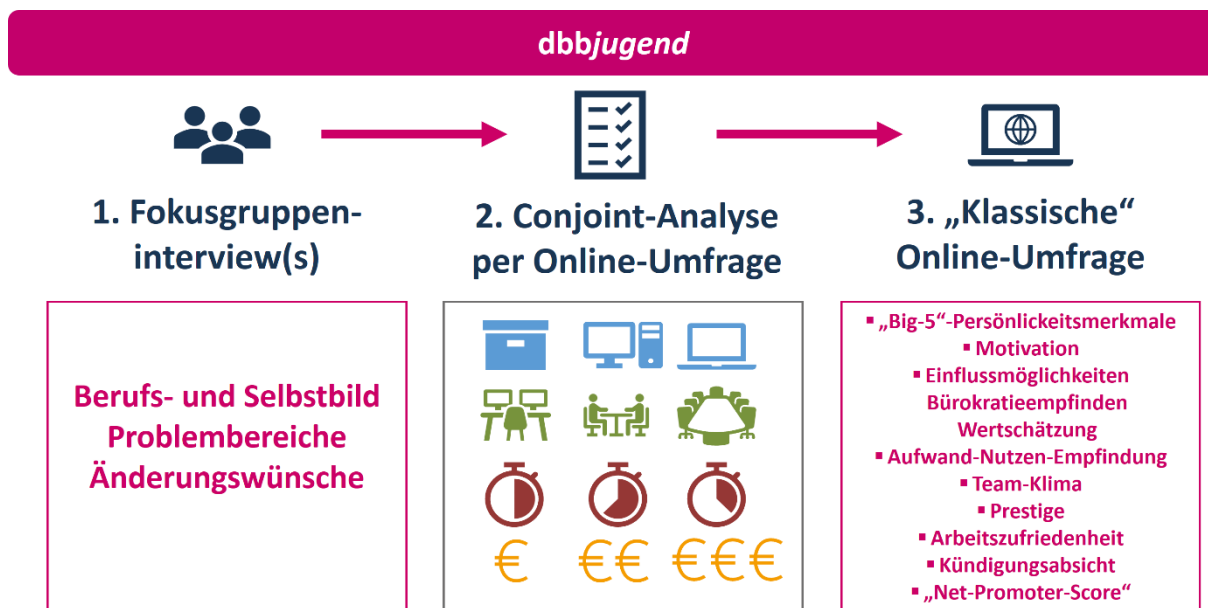 dbbjugend
1. Fokusgruppen-
interview(s)
2. Conjoint-Analyse
per Online-Umfrage
3. „Klassische“
Online-Umfrage
Berufs- und Selbstbild
Problembereiche
Änderungswünsche
€ €€ €€€
▪ „Big-5“-Persönlickeitsmerkmale
▪ Motivation
▪ Einflussmöglichkeiten
Bürokratieempfinden
Wertschätzung
▪ Aufwand-Nutzen-Empfindung
▪ Team-Klima
▪ Prestige
▪ Arbeitszufriedenheit
▪ Kündigungsabsicht
▪ „Net-Promoter-Score“